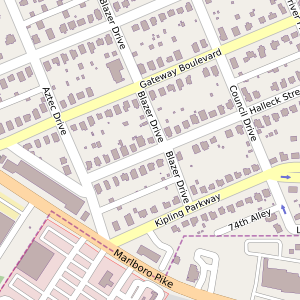 Blazer Drive
Gateway Boulevard
Aztec Drive
Blazer Drive
Council Drive
Halleck Stre
Blazer Drive
Kipling Parkway
74th Alley
Marlboro Pike